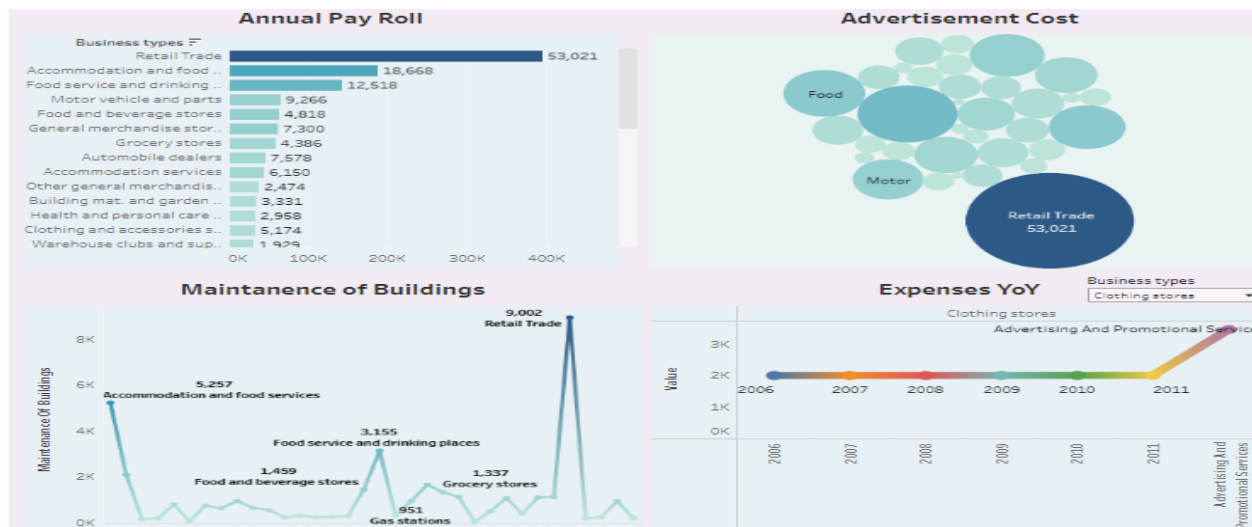 Annual Pay Roll
Business types
Retail Trade 53,021
Accommodation and food .. 18,668
Food service and drinking .. 12,518
Motor vehicle and parts 9,266
Food and beverage stores 4,818
General merchandise stor.. 7,300
Grocery stores 4,386
Automobile dealers 7,578
Accommodation services 6,150
Other general merchandis.. 2,474
Building mat. and garden .. 3,331
Health and personal care .. 2,958
Clothing and accessories s.. 5,174
Warehouse clubs and sup.. 1,929
0K 100K 200K 300K 400K
Advertisement Cost
Food
Motor
Retail Trade
53,021
Maintanence of Buildings
Maintenance Of Buildings
8K
6K
4K
2K
0K
9,002
Retail Trade
5,257
Accommodation and food services
3,155
Food service and drinking places
1,459
Food and beverage stores
1,337
Grocery stores
951
Gas stations
Expenses YoY
Business types
Clothing stores
Clothing stores
Advertising And Promotional Service
Value
3K
2K
1K
0K
2006 2007 2008 2009 2010 2011
2006 2007 2008 2009 2010 2011
Advertising And
Promotional Services